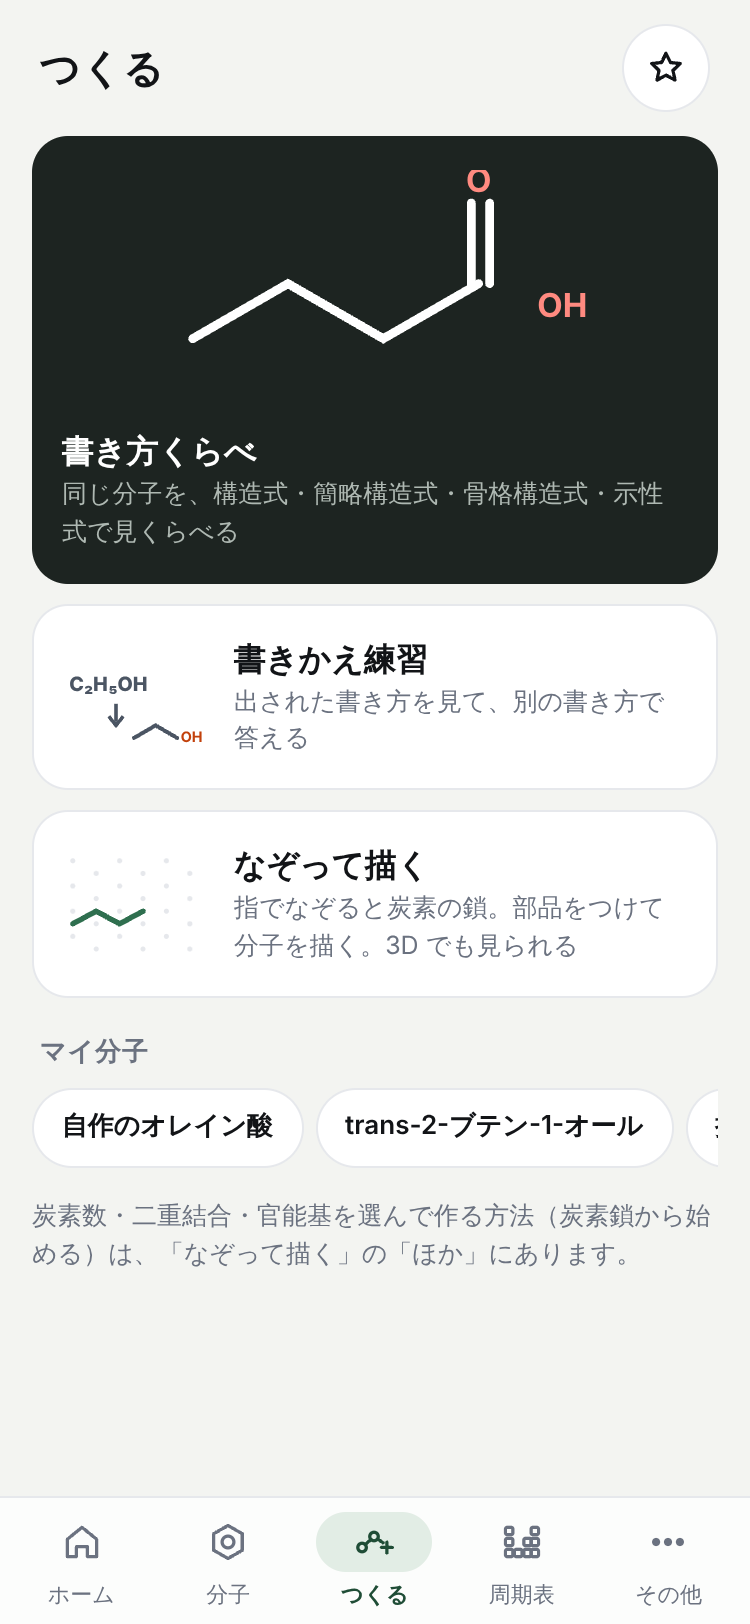 つくる
O
OH
書き方くらべ
同じ分子を、構造式・簡略構造式・骨格構造式・示性
式で見くらべる
C₂H₅OH
OH
書きかえ練習
出された書き方を見て、別の書き方で
答える
なぞって描く
指でなぞると炭素の鎖。部品をつけて
分子を描く。3D でも見られる
マイ分子
自作のオレイン酸
trans-2-ブテン-1-オール
炭素数・二重結合・官能基を選んで作る方法（炭素鎖から始
める）は、「なぞって描く」の「ほか」にあります。
ホーム
分子
つくる
周期表
その他